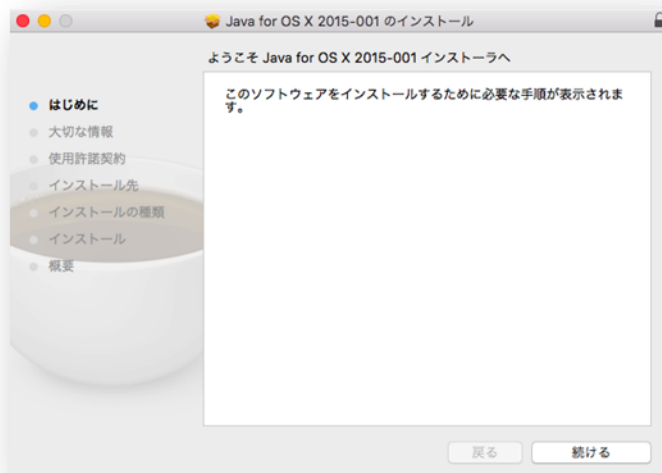 Java for OS X 2015-001 のインストール
ようこそ Java for OS X 2015-001 インストーラへ
はじめに
大切な情報
使用許諾契約
インストール先
インストールの種類
インストール
概要
このソフトウェアをインストールするために必要な手順が表示されま
す。
戻る
続ける